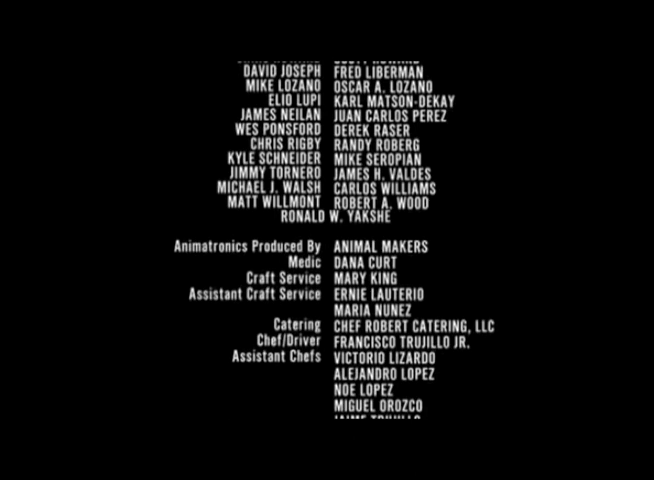 DAVID JOSEPH FRED LIBERMAN
MIKE LOZANO OSCAR A. LOZANO
ELIO LUPI KARL MATSON-DEKAY
JAMES NEILAN JUAN CARLOS PEREZ
WES PONSFORD DEREK RASER
CHRIS RIGBY RANDY ROBERG
KYLE SCHNEIDER MIKE SEROPIAN
JIMMY TORNERO JAMES H. VALDES
MICHAEL J. WALSH CARLOS WILLIAMS
MATT WILLMONT ROBERT A. WOOD
RONALD W. YAKSHE
Animatronics Produced By ANIMAL MAKERS
Medic DANA CURT
Craft Service MARY KING
Assistant Craft Service ERNIE LAUTERIO
MARIA NUNEZ
Catering CHEF ROBERT CATERING, LLC
Chef/Driver FRANCISCO TRUJILLO JR.
Assistant Chefs VICTORIO LIZARDO
ALEJANDRO LOPEZ
NOE LOPEZ
MIGUEL OROZCO